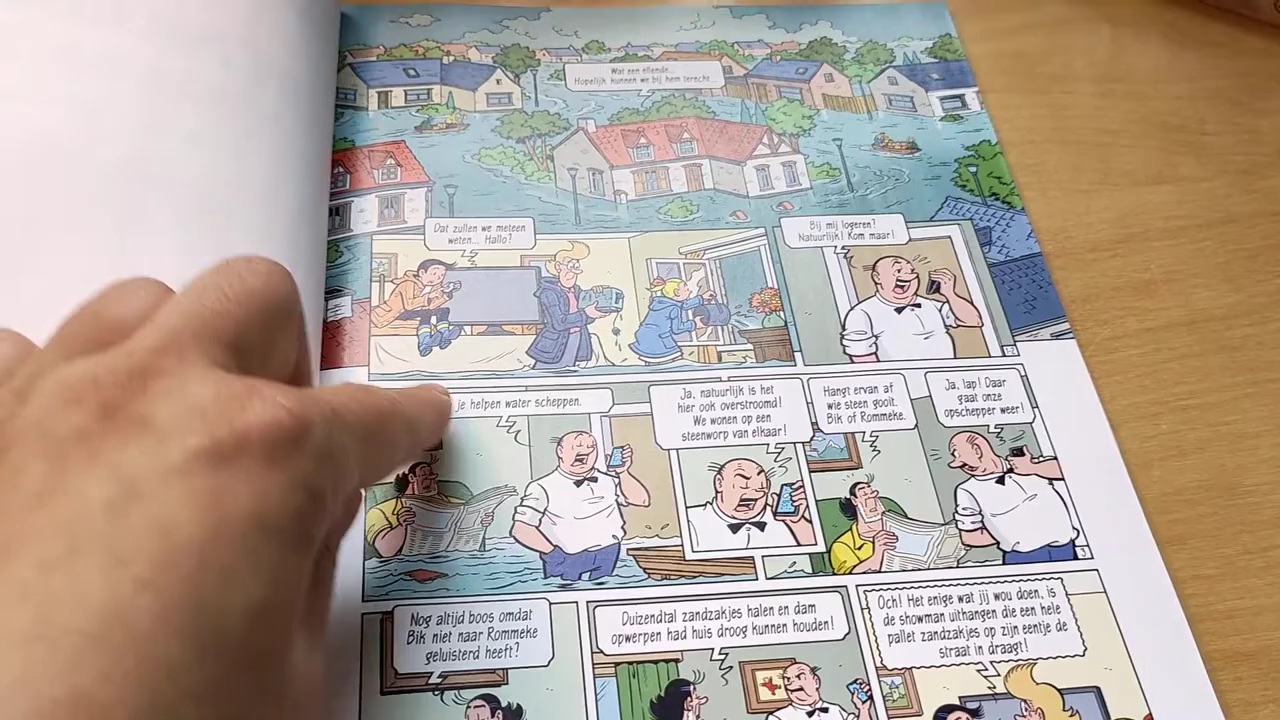 Wat een ellende...
Hopelijk kunnen we bij hem terecht...
Dat zullen we meteen
weten... Hallo?
Bij mij logeren?
Natuurlijk! Kom maar!
1-2
je helpen water scheppen.
Ja, natuurlijk is het
hier ook overstroomd!
We wonen op een
steenworp van elkaar!
Hangt ervan af
wie steen gooit.
Bik of Rommeke.
Ja, lap! Daar
gaat onze
opschepper weer!
3
Nog altijd boos omdat
Bik niet naar Rommeke
geluisterd heeft?
Duizendtal zandzakjes halen en dam
opwerpen had huis droog kunnen houden!
Och! Het enige wat jij wou doen, is
de showman uithangen die een hele
pallet zandzakjes op zijn eentje de
straat in draagt!